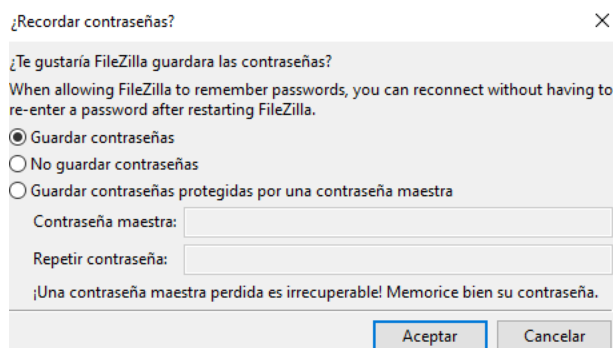 ¿Recordar contraseñas?
¿Te gustaría FileZilla guardara las contraseñas?
When allowing FileZilla to remember passwords, you can reconnect without having to
re-enter a password after restarting FileZilla.
Guardar contraseñas
No guardar contraseñas
Guardar contraseñas protegidas por una contraseña maestra
Contraseña maestra:
Repetir contraseña:
¡Una contraseña maestra perdida es irrecuperable! Memorice bien su contraseña.
Aceptar Cancelar